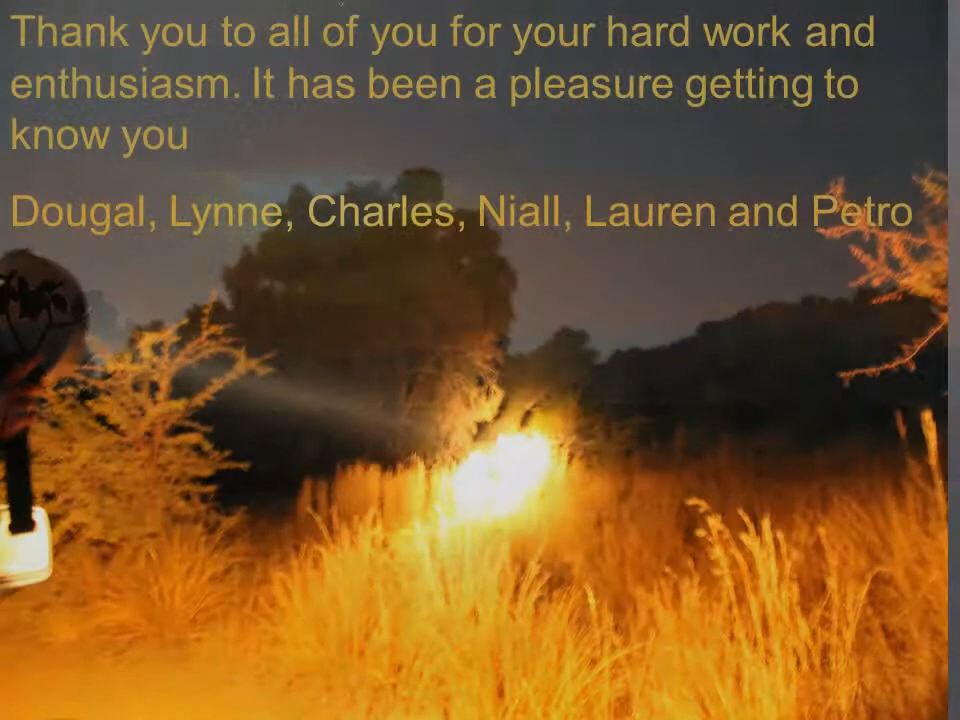 Thank you to all of you for your hard work and
enthusiasm. It has been a pleasure getting to
know you
Dougal, Lynne, Charles, Niall, Lauren and Petro